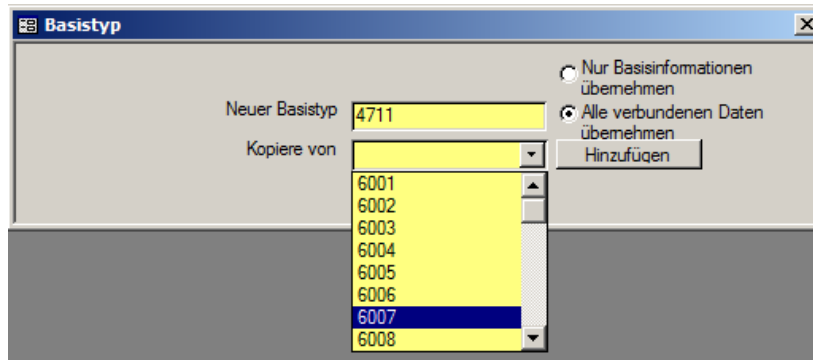 Basistyp
Nur Basisinformationen
übernehmen
Neuer Basistyp 4711
Alle verbundenen Daten
übernehmen
Kopiere von
Hinzufügen
6001
6002
6003
6004
6005
6006
6007
6008